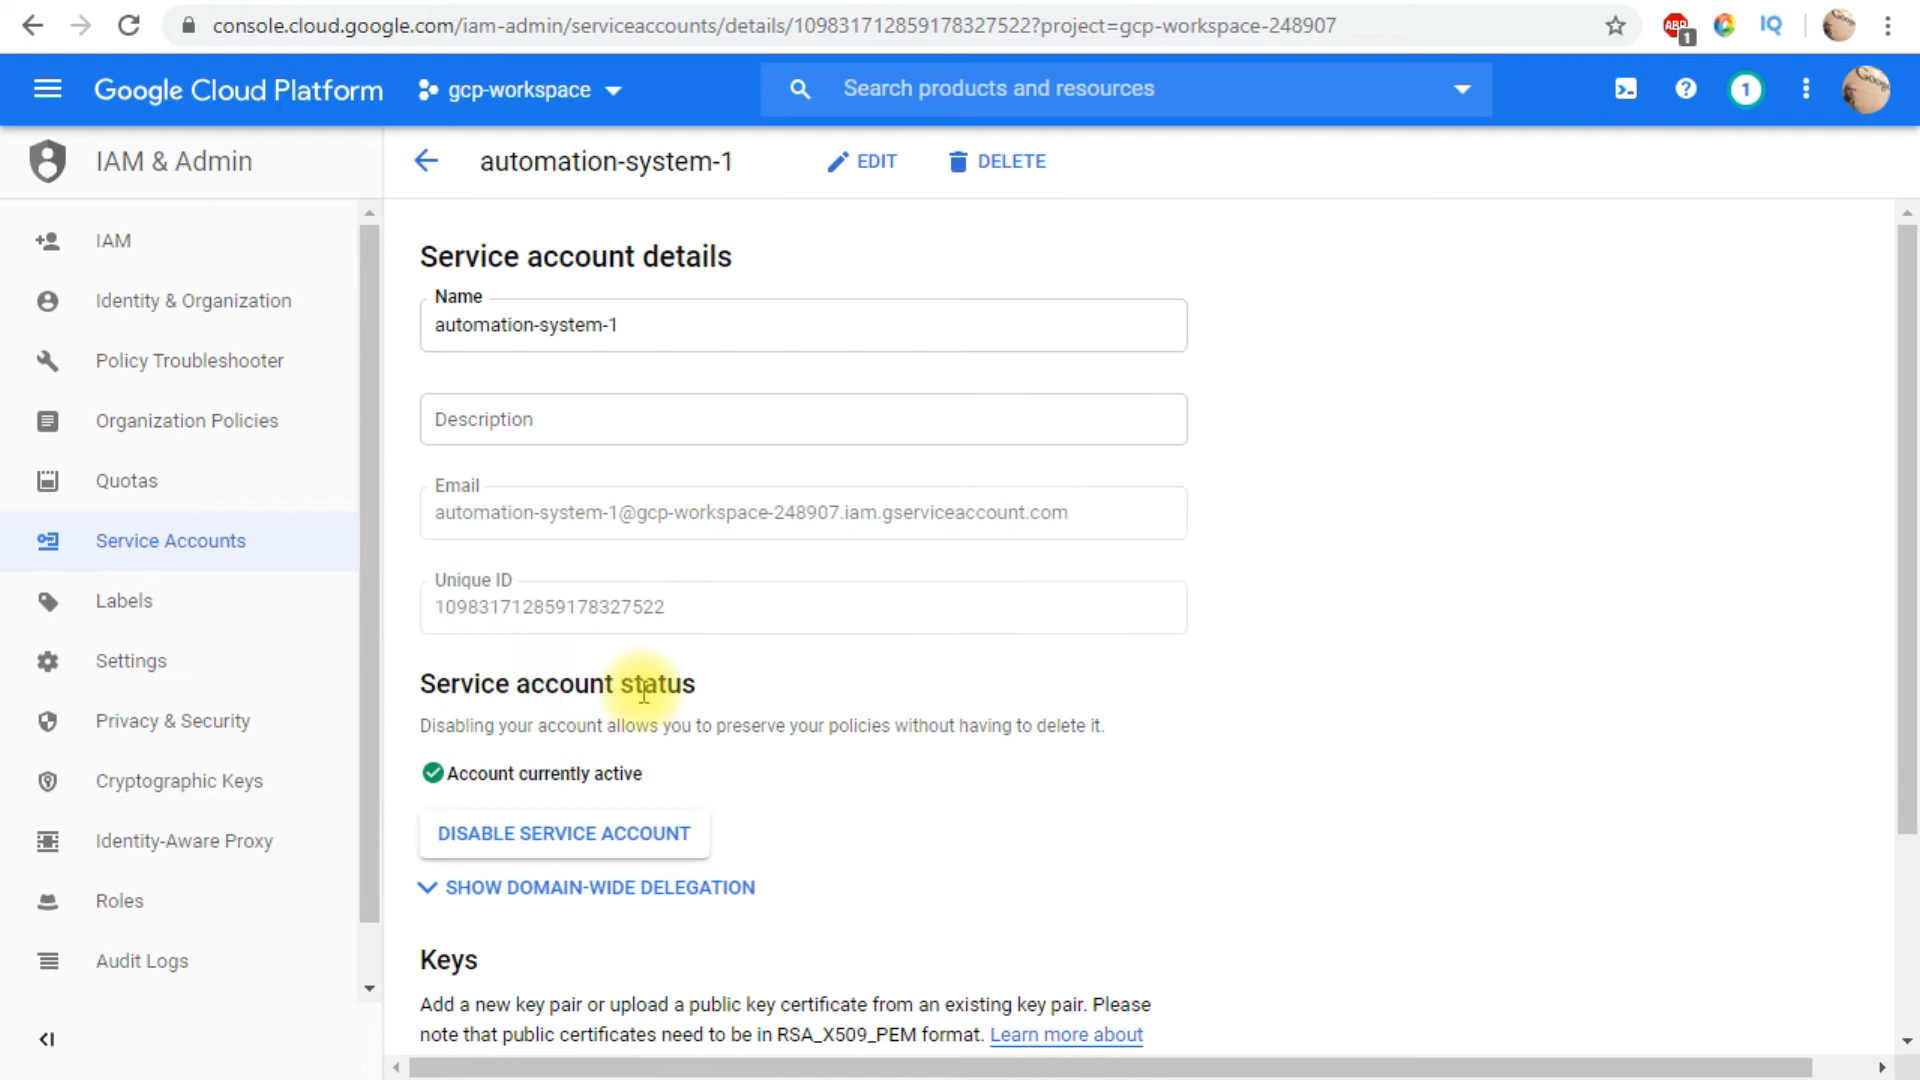 console.cloud.google.com/iam-admin/serviceaccounts/details/109831712859178327522?project=gcp-workspace-248907
ABP
1
IQ
Google Cloud Platform
gcp-workspace
Search products and resources
1
IAM & Admin
automation-system-1
EDIT
DELETE
IAM
Identity & Organization
Policy Troubleshooter
Organization Policies
Quotas
Service Accounts
Labels
Settings
Privacy & Security
Cryptographic Keys
Identity-Aware Proxy
Roles
Audit Logs
Service account details
Name
automation-system-1
Description
Email
automation-system-1@gcp-workspace-248907.iam.gserviceaccount.com
Unique ID
109831712859178327522
Service account status
Disabling your account allows you to preserve your policies without having to delete it.
Account currently active
DISABLE SERVICE ACCOUNT
SHOW DOMAIN-WIDE DELEGATION
Keys
Add a new key pair or upload a public key certificate from an existing key pair. Please
note that public certificates need to be in RSA_X509_PEM format. Learn more about